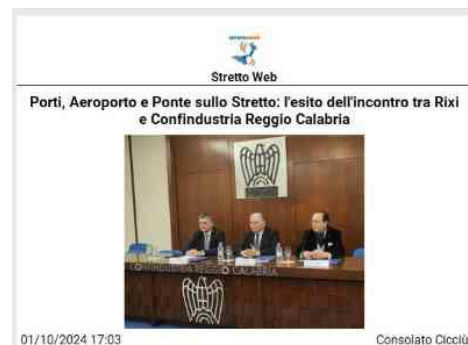 Stretto Web
Porti, Aeroporto e Ponte sullo Stretto: l'esito dell'incontro tra Rixi
e Confindustria Reggio Calabria
CONFINDUSTRIA REGGIO CALABRIA
01/10/2024 17:03
Consolato Cicciù